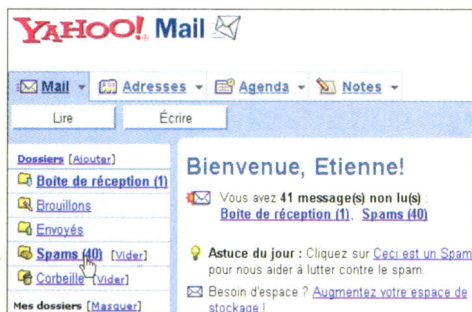 YAHOO! Mail
Mail Adresses Agenda Notes
Lire Écrire
Dossiers [Ajouter]
Boîte de réception (1)
Brouillons
Envoyés
Spams (40) [Vider]
Corbeille [Vider]
Mes dossiers [Masquer]
Bienvenue, Etienne!
Vous avez 41 message(s) non lu(s) :
Boîte de réception (1), Spams (40)
Astuce du jour : Cliquez sur Ceci est un Spam
pour nous aider à lutter contre le spam.
Besoin d'espace ? Augmentez votre espace de
stockage !